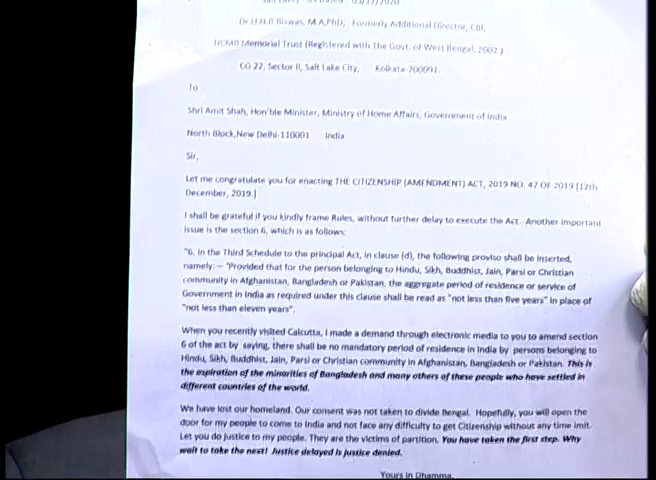 Dr.U.N.B.Biswas, M.A,PhD; Formerly Additional Director, CBI.
Memorial Trust (Registered with The Govt. of West Bengal, 2002.)
CG 22, Sector II, Salt Lake City, Kolkata-700091.
To
Shri Amit Shah, Hon'ble Minister, Ministry of Home Affairs, Government of India
North Block,New Delhi-110001 India
Sir,
Let me congratulate you for enacting THE CITIZENSHIP (AMENDMENT) ACT, 2019 NO. 47 OF 2019 [12th
December, 2019.]
I shall be grateful if you kindly frame Rules, without further delay to execute the Act. Another important
issue is the section 6, which is as follows:
"6. In the Third Schedule to the principal Act, in clause (d), the following proviso shall be inserted,
namely: – 'Provided that for the person belonging to Hindu, Sikh, Buddhist, Jain, Parsi or Christian
community in Afghanistan, Bangladesh or Pakistan, the aggregate period of residence or service of
Government in India as required under this clause shall be read as "not less than five years" in place of
"not less than eleven years".
When you recently visited Calcutta, I made a demand through electronic media to you to amend section
6 of the act by saying, there shall be no mandatory period of residence in India by persons belonging to
Hindu, Sikh, Buddhist, Jain, Parsi or Christian community in Afghanistan, Bangladesh or Pakistan. This is
the expiration of the minorities of Bangladesh and many others of these people who have settled in
different countries of the world.
We have lost our homeland. Our consent was not taken to divide Bengal. Hopefully, you will open the
door for my people to come to India and not face any difficulty to get Citizenship without any time imit.
Let you do justice to my people. They are the victims of partition. You have taken the first step. Why
wait to take the next! Justice delayed is justice denied.
Yours in Dhamma,